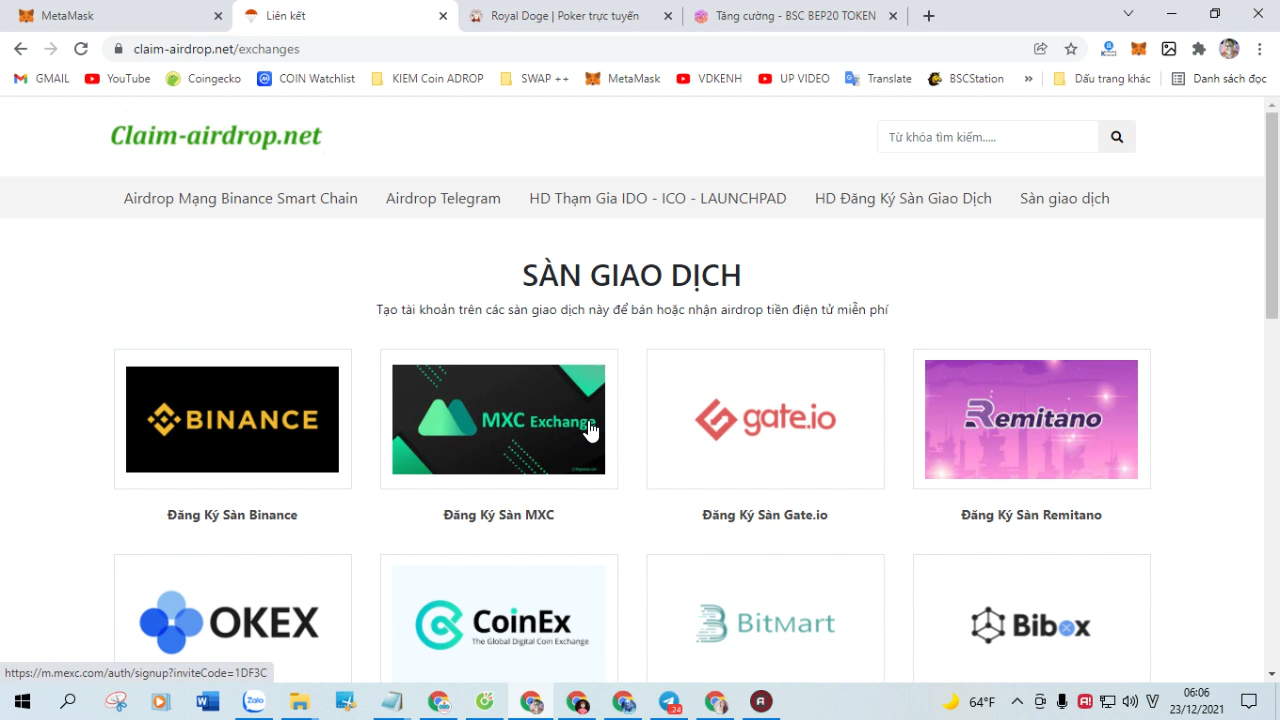 MetaMask
Liên kết
Royal Doge | Poker trực tuyến
Tăng cường - BSC BEP20 TOKEN
claim-airdrop.net/exchanges
GMAIL
YouTube
Coingecko
COIN Watchlist
KIEM Coin ADROP
SWAP ++
MetaMask
VDKENH
UP VIDEO
Translate
BSCStation
»
Dấu trang khác
Danh sách đọc
Claim-airdrop.net
Từ khóa tìm kiếm.....
Airdrop Mạng Binance Smart Chain
Airdrop Telegram
HD Thạm Gia IDO - ICO - LAUNCHPAD
HD Đăng Ký Sàn Giao Dịch
Sàn giao dịch
SÀN GIAO DỊCH
Tạo tài khoản trên các sàn giao dịch này để bán hoặc nhận airdrop tiền điện tử miễn phí
BINANCE
MXC Exchange
gate.io
Remitano
Đăng Ký Sàn Binance
Đăng Ký Sàn MXC
Đăng Ký Sàn Gate.io
Đăng Ký Sàn Remitano
OKEX
CoinEx
The Global Digital Coin Exchange
BitMart
Bibox
https://m.mexc.com/auth/signup?inviteCode=1DF3C
Zalo
24
64°F
06:06
23/12/2021